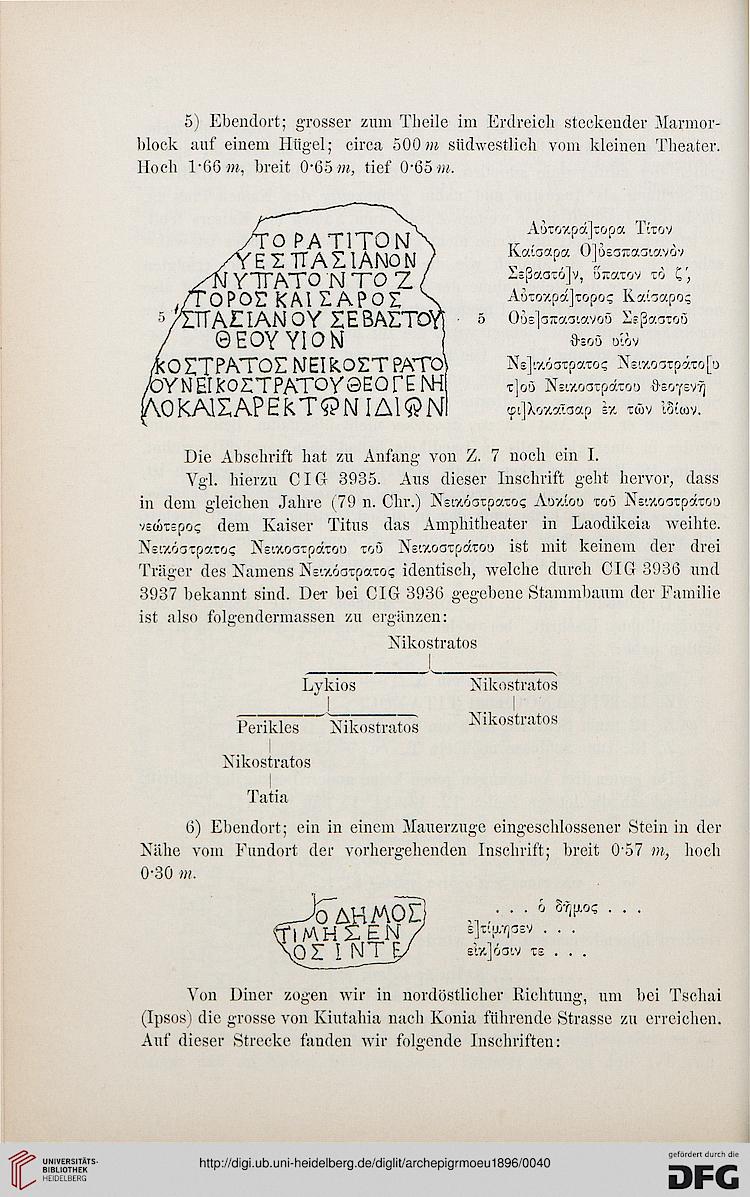 5) Ebendort; grosser zum Theile im Erdreich steckender Marmor-
block auf einem Hügel; circa 500 m südwestlich vom kleinen Theater.
Hoch 1·66 m, breit 0·65 m, tief 0·65 m.
ΤΟΡΑΤΙΤΟΝ
ΥΕΣΠΑΣΙΑΝΟΝ
ΝΥΠΑΤΟΝΤΟΖ
ΤΟΡΟΣΚΑΙΣΑΡΟΣ
5 ΣΠΑΣΙΑΝΟΥ ΣΕΒΑΣΤΟΥ
ΘΕΟΥ ΥΙΟΝ
ΚΟΣΤΡΑΤΟΣ ΝΕΙΚΟΣΤΡΑΤΟ
ΟΥΝΕΙΚΟΣΤΡΑΤΟΥΘΕΟΓΕΝΗ
ΛΟΚΑΙΣΑΡΕΚΤΩΝΙΔΙΩΝ
Αὐτοκρά]τορα Τίτον
Καίσαρα Ο]ὐεσπασιανὸν
Σεβαστό]ν, ὕπατον τὸ ζ′,
Αὐτοκρά]τορος Καίσαρος
5 Οὐε]σπασιανοῦ Σεβαστοῦ
θεοῦ υἱόν
Νε]ικόστρατος Νεικοστράτο[υ
τ]οῦ Νεικοστράτου θεογενῆ
φι]λοκαῖσαρ ἐκ τῶν ἰδίων.
Die Abschrift hat zu Anfang von Z. 7 noch ein I.
Vgl. hierzu CIG 3935. Aus dieser Inschrift geht hervor, dass
in dem gleichen Jahre (79 n. Chr.) Νεικόστρατος Λυκίου τοῦ Νεικοστράτου
νεώτερος dem Kaiser Titus das Amphitheater in Laodikeia weihte.
Νεικόστρατος Νεικοστράτου τοῦ Νεικοστράτου ist mit keinem der drei
Träger des Namens Νεικόστρατος identisch, welche durch CIG 3936 und
3937 bekannt sind. Der bei CIG 3936 gegebene Stammbaum der Familie
ist also folgendermassen zu ergänzen:
Nikostratos
Lykios Nikostratos
Perikles Nikostratos Nikostratos
Nikostratos
Tatia
6) Ebendort; ein in einem Mauerzuge eingeschlossener Stein in der
Nähe vom Fundort der vorhergehenden Inschrift; breit 0·57 m, hoch
0·30 m.
Ο ΔΗΜΟΣ
ΤΙΜΗΣΕΝ
ΟΣΙΝΤΕ
. . . ὁ δῆμος . . .
ἐ]τίμησεν . . .
εἰκ]όσιν τε . . .
Von Diner zogen wir in nordöstlicher Richtung, um bei Tschai
(Ipsos) die grosse von Kiutahia nach Konia führende Strasse zu erreichen.
Auf dieser Strecke fanden wir folgende Inschriften:
UNIVERSITÄTS-
BIBLIOTHEK
HEIDELBERG
http://digi.ub.uni-heidelberg.de/diglit/archepigrmoeu1896/0040
gefördert durch die
DFG